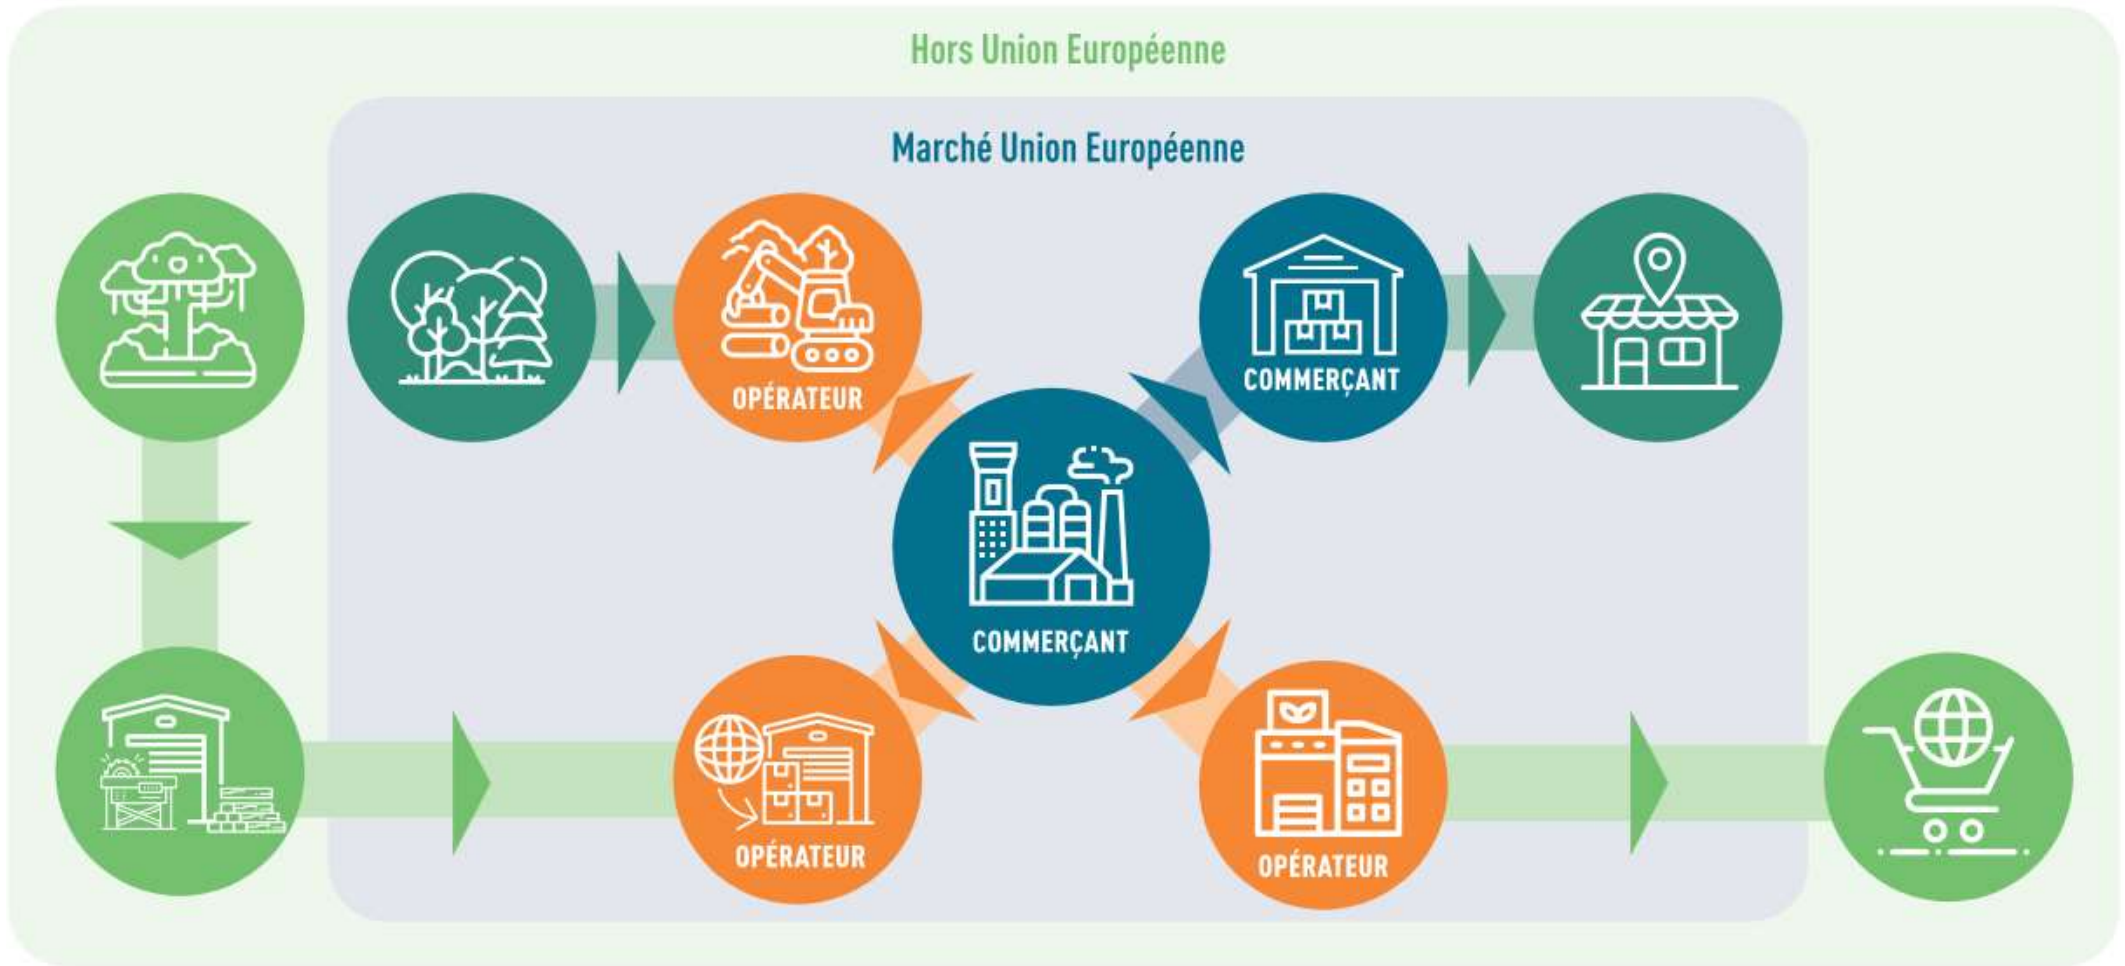 Hors Union Européenne
Marché Union Européenne
OPÉRATEUR
COMMERÇANT
COMMERÇANT
OPÉRATEUR
OPÉRATEUR